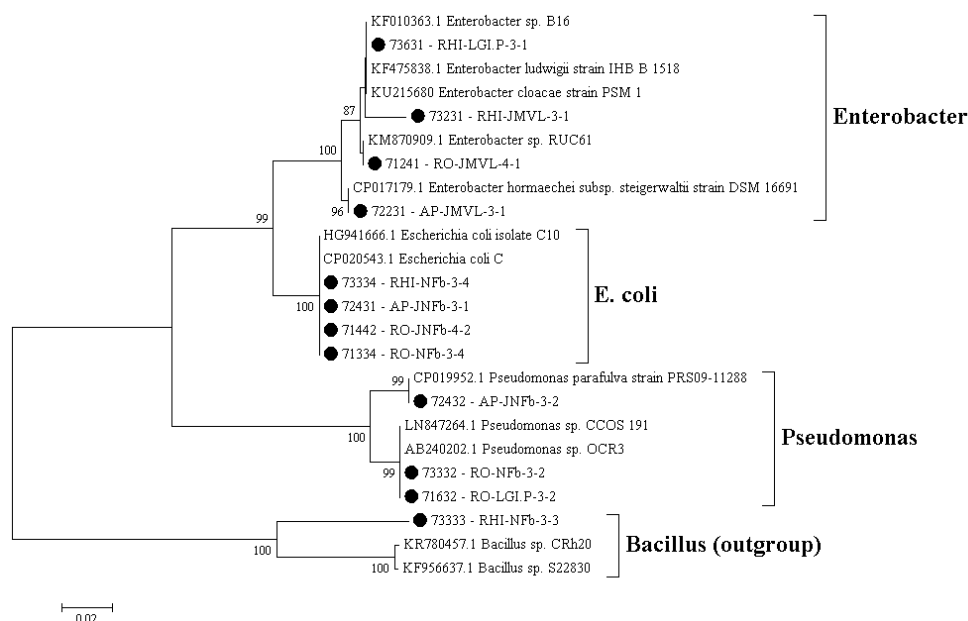 KF010363.1 Enterobacter sp. B16
73631 - RHI-LGI.P-3-1
KF475838.1 Enterobacter ludwigii strain IHB B 1518
KU215680 Enterobacter cloacae strain PSM 1
87
73231 - RHI-JMVL-3-1
Enterobacter
KM870909.1 Enterobacter sp. RUC61
100
71241 - RO-JMVL-4-1
CP017179.1 Enterobacter hormaechei subsp. steigerwaltii strain DSM 16691
96
72231 - AP-JMVL-3-1
99
HG941666.1 Escherichia coli isolate C10
CP020543.1 Escherichia coli C
73334 - RHI-NFb-3-4
E. coli
100
72431 - AP-JNFb-3-1
71442 - RO-JNFb-4-2
71334 - RO-NFb-3-4
99
CP019952.1 Pseudomonas parafulva strain PRS09-11288
72432 - AP-JNFb-3-2
100
LN847264.1 Pseudomonas sp. CCOS 191
Pseudomonas
AB240202.1 Pseudomonas sp. OCR3
99
73332 - RO-NFb-3-2
71632 - RO-LGI.P-3-2
73333 - RHI-NFb-3-3
100
KR780457.1 Bacillus sp. CRh20
Bacillus (outgroup)
100
KF956637.1 Bacillus sp. S22830
0.02